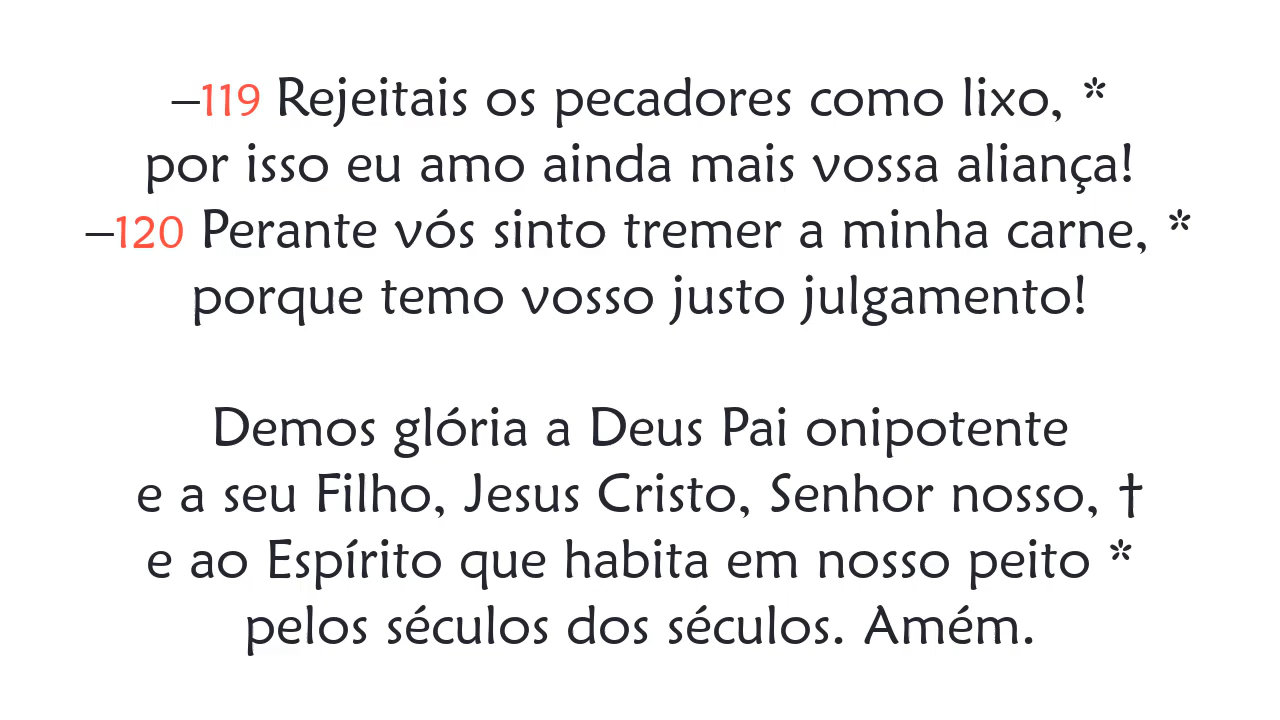 –119 Rejeitais os pecadores como lixo, *
por isso eu amo ainda mais vossa aliança!
–120 Perante vós sinto tremer a minha carne, *
porque temo vosso justo julgamento!
Demos glória a Deus Pai onipotente
e a seu Filho, Jesus Cristo, Senhor nosso, †
e ao Espírito que habita em nosso peito *
pelos séculos dos séculos. Amém.